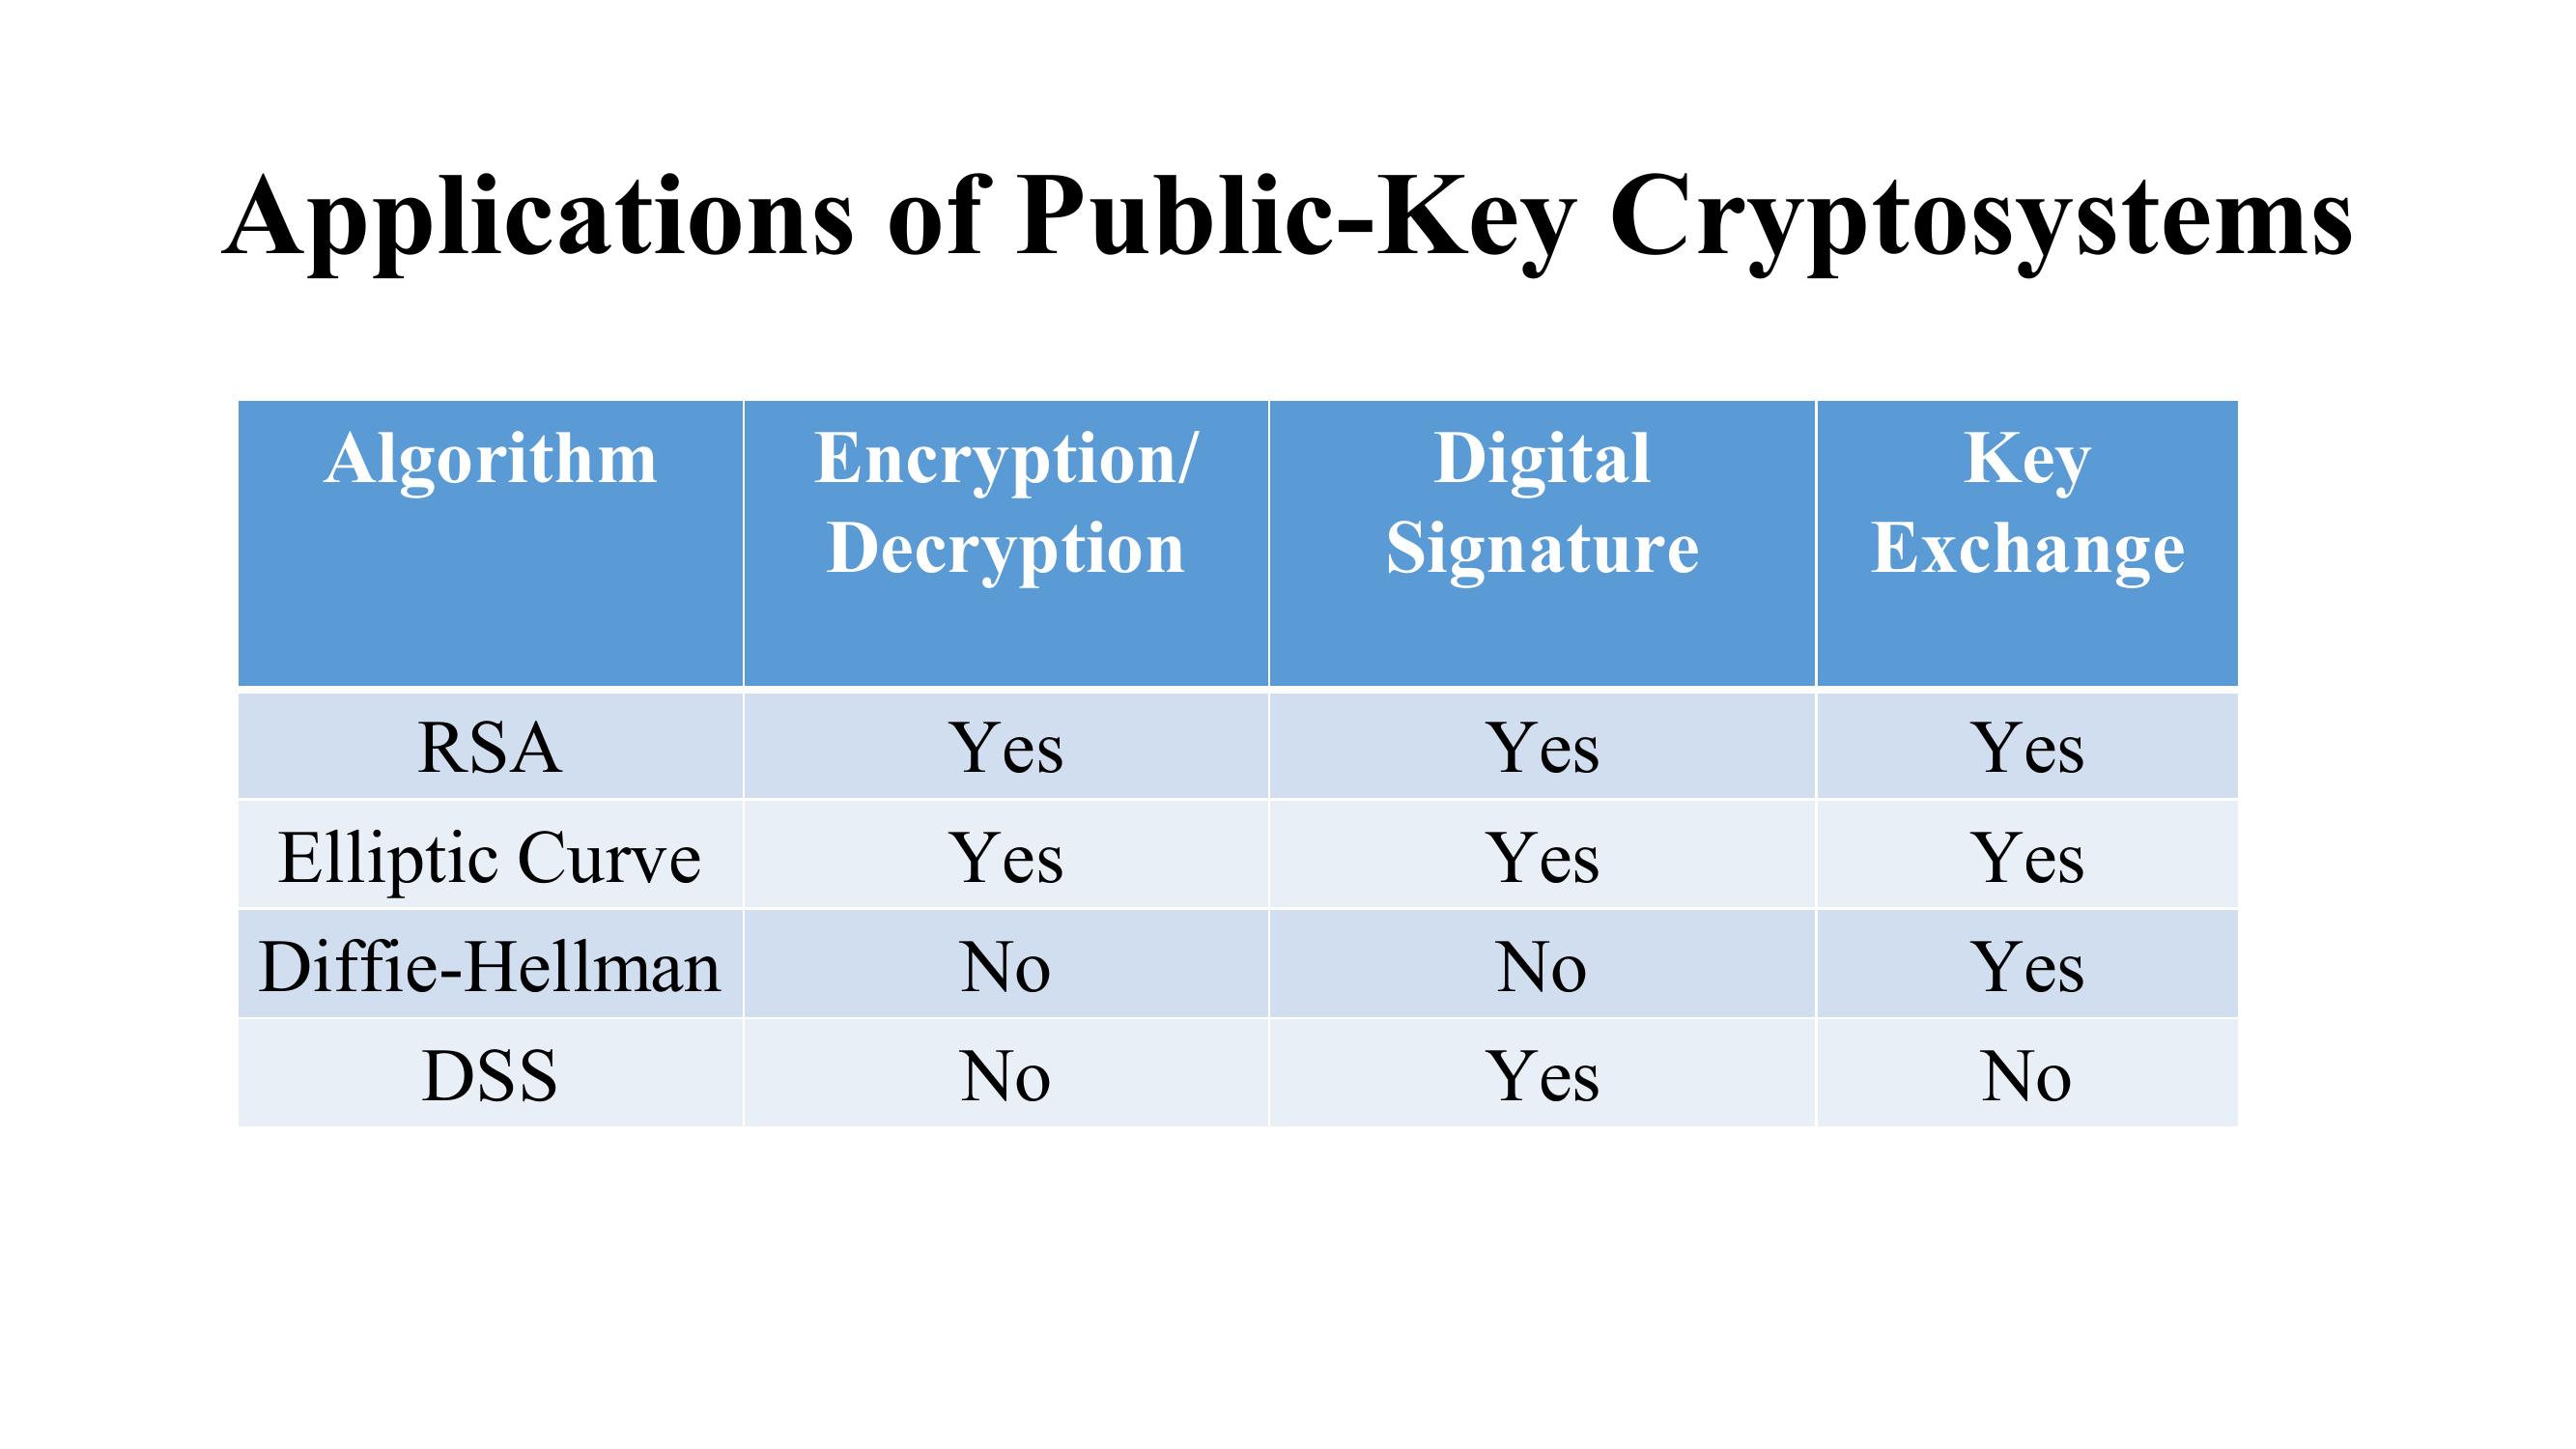 Applications of Public-Key Cryptosystems
Algorithm Encryption/ Digital Key
Decryption Signature Exchange
RSA Yes Yes Yes
Elliptic Curve Yes Yes Yes
Diffie-Hellman No No Yes
DSS No Yes No